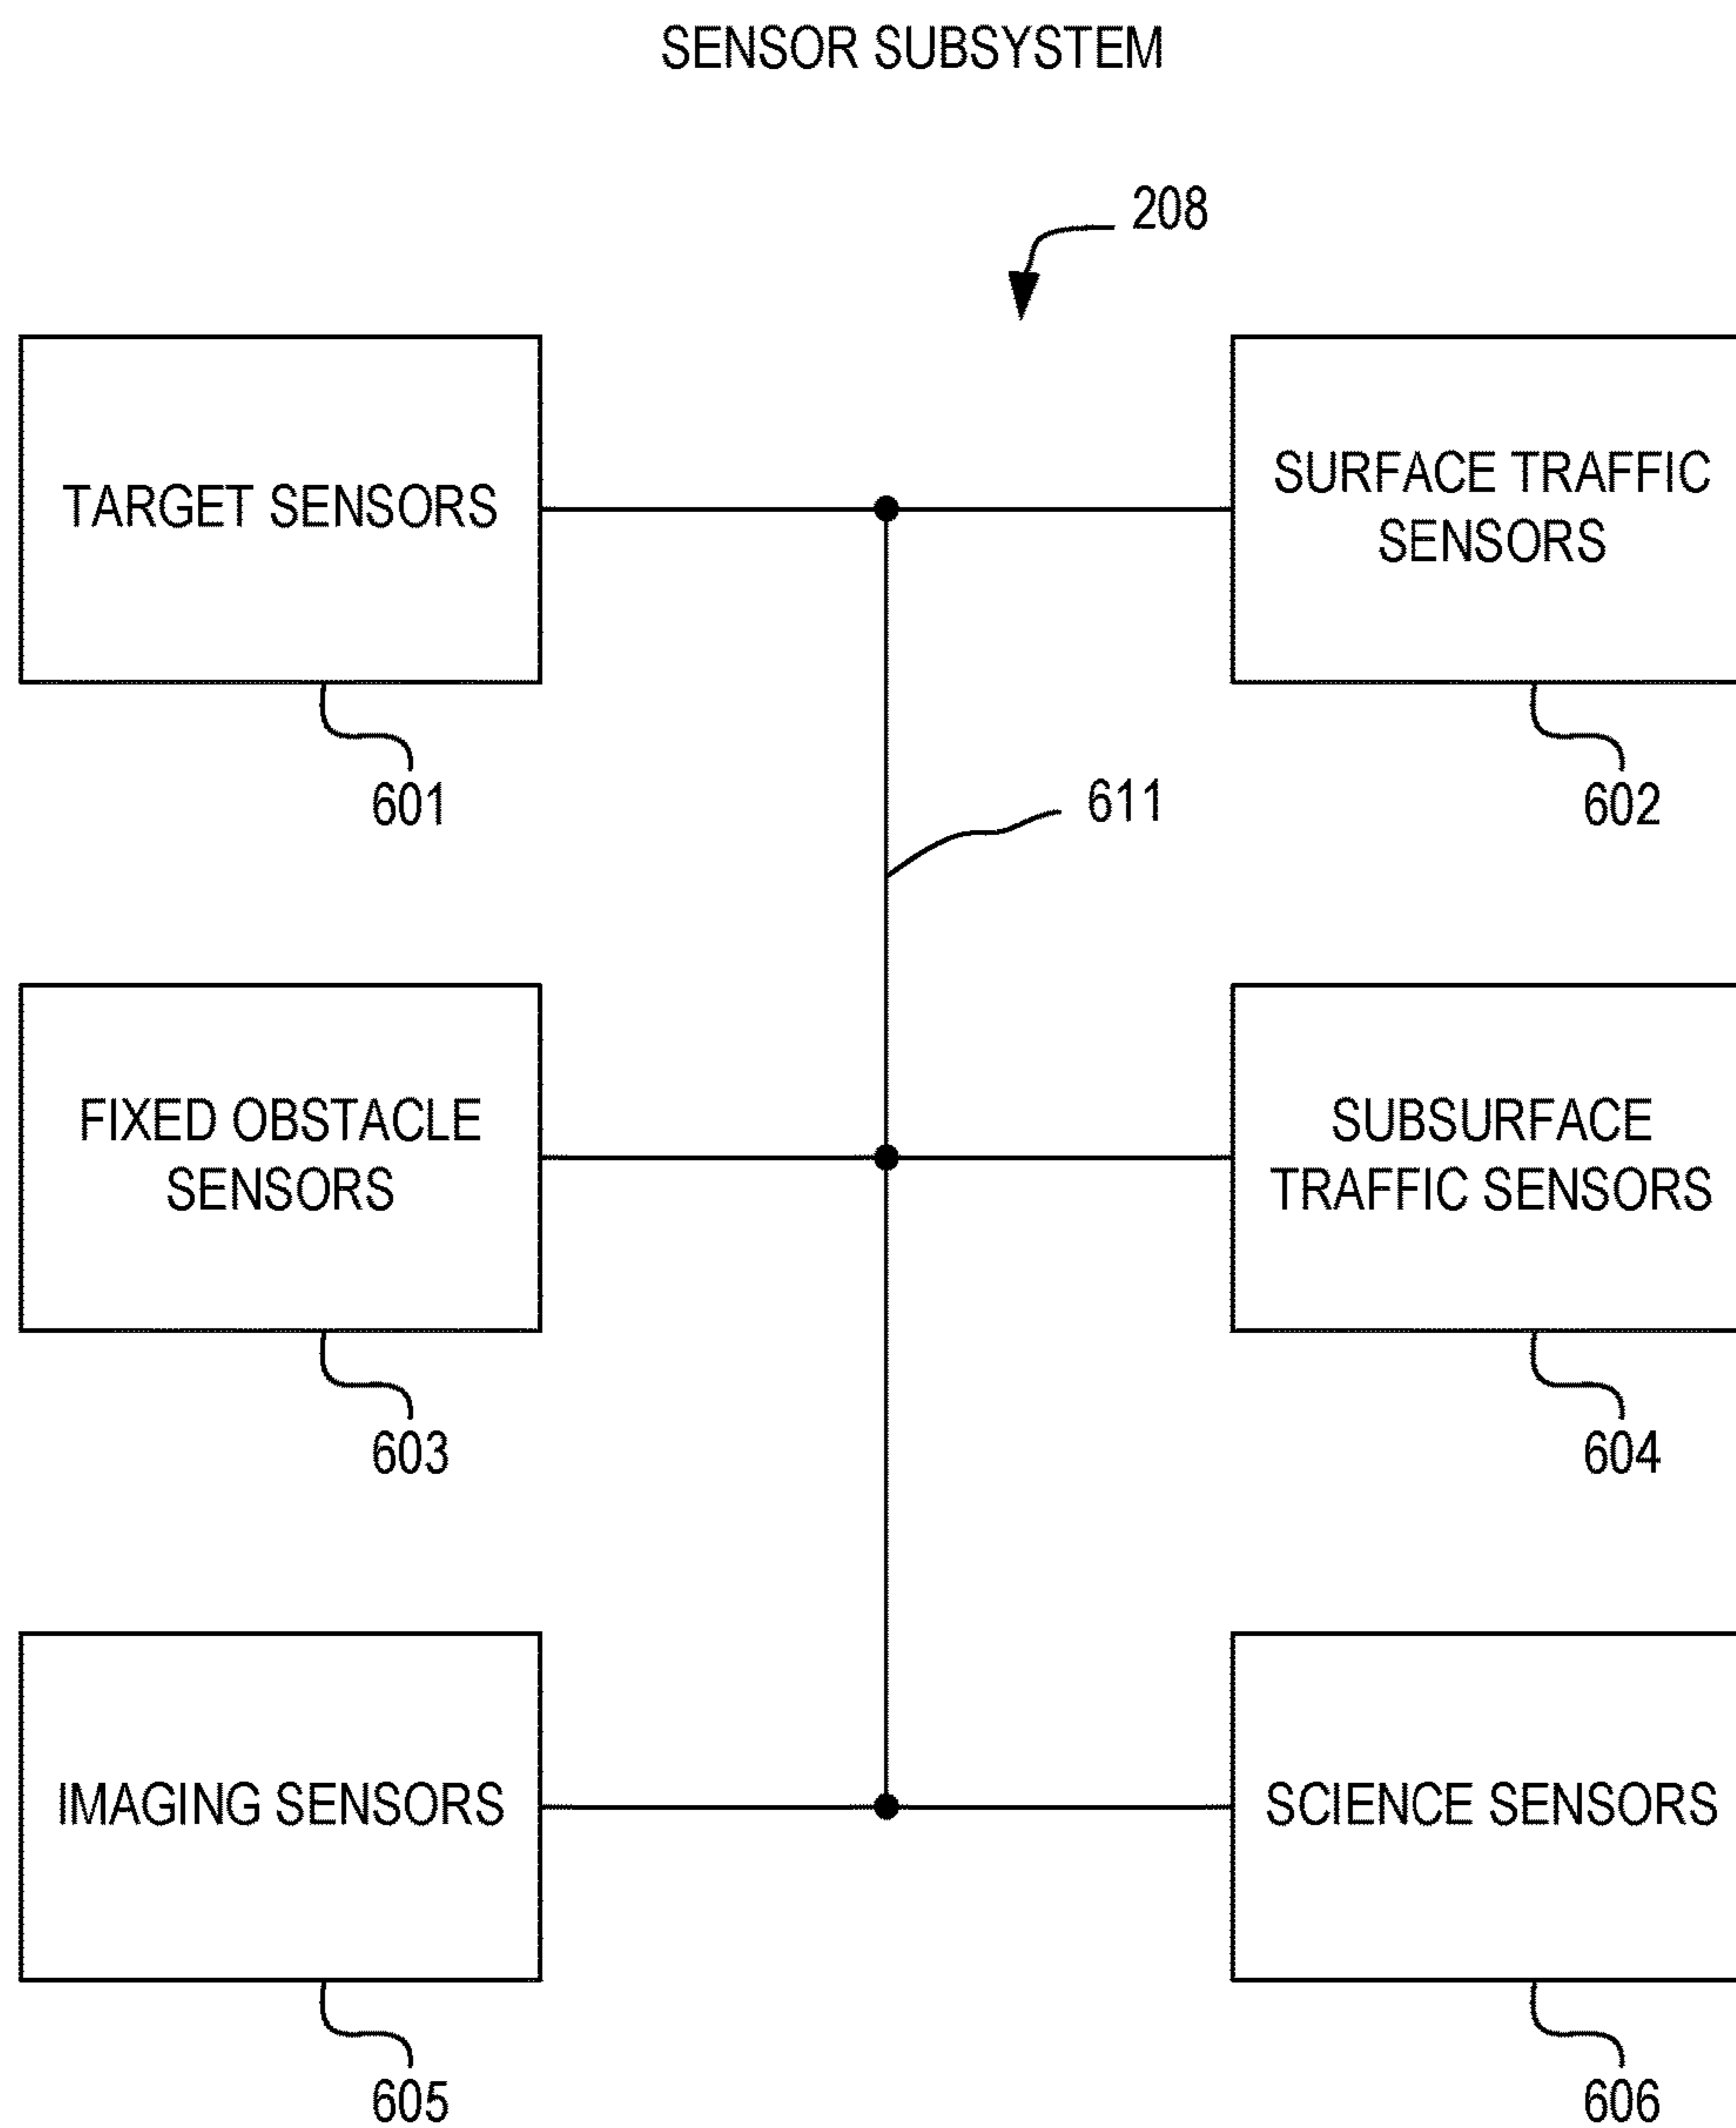 SENSOR SUBSYSTEM
208
TARGET SENSORS
SURFACE TRAFFIC
SENSORS
601
602
611
FIXED OBSTACLE
SENSORS
SUBSURFACE
TRAFFIC SENSORS
603
604
IMAGING SENSORS
SCIENCE SENSORS
605
606